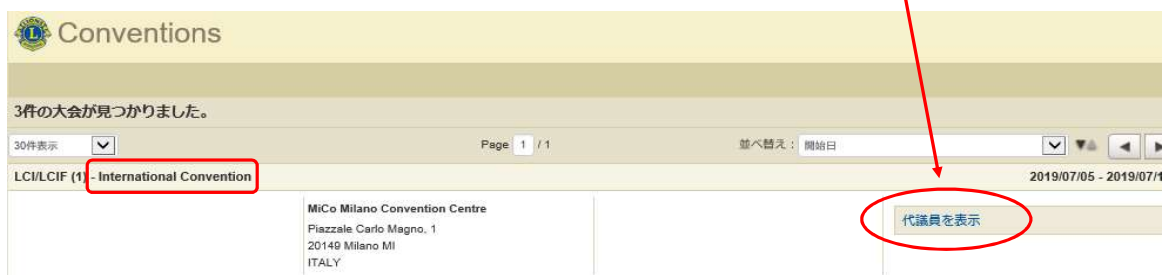 Conventions
3件の大会が見つかりました。
30件表示 Page 1 / 1 並べ替え： 開始日
LCI/LCIF (1) - International Convention 2019/07/05 - 2019/07/1
MiCo Milano Convention Centre
Piazzale Carlo Magno, 1
20149 Milano MI
ITALY
代議員を表示